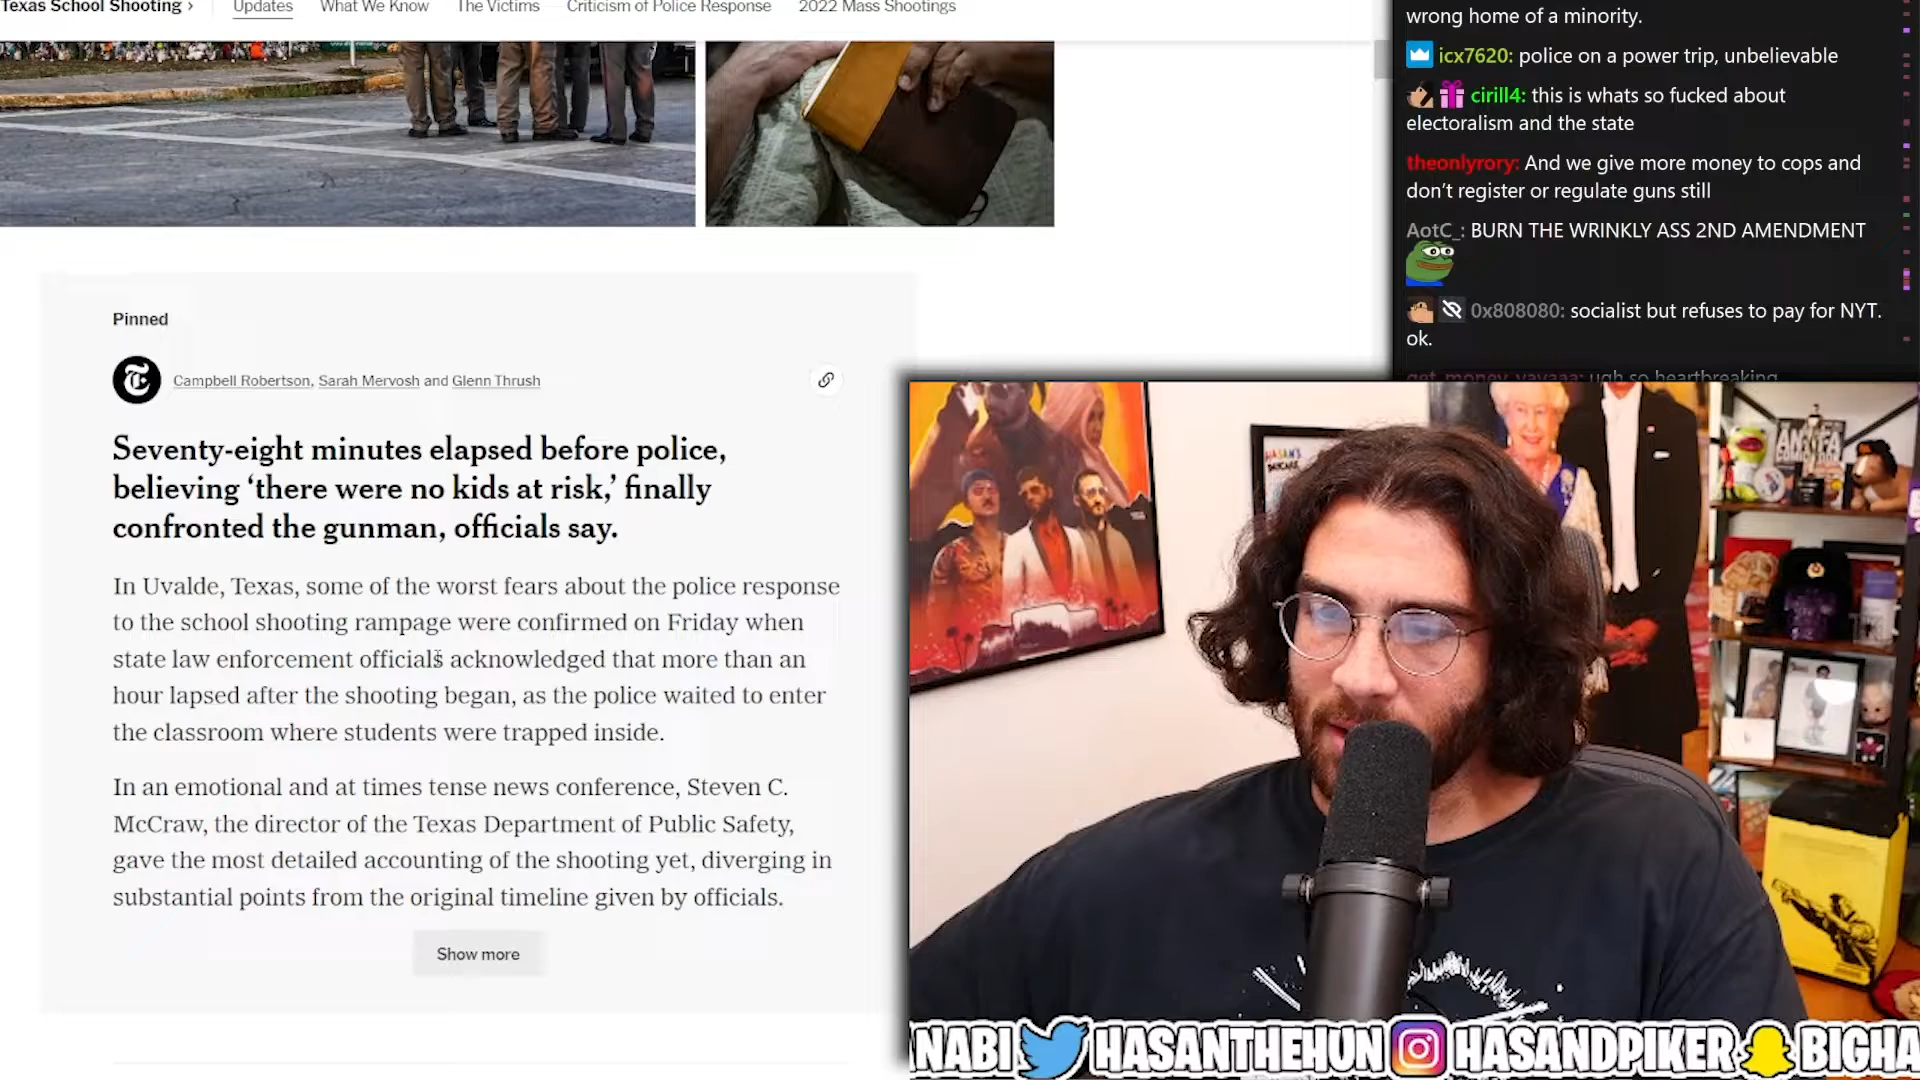 Texas School Shooting ›
Updates
What We Know
The Victims
Criticism of Police Response
2022 Mass Shootings
Pinned
Campbell Robertson, Sarah Mervosh and Glenn Thrush
Seventy-eight minutes elapsed before police,
believing ‘there were no kids at risk,’ finally
confronted the gunman, officials say.
In Uvalde, Texas, some of the worst fears about the police response
to the school shooting rampage were confirmed on Friday when
state law enforcement officials acknowledged that more than an
hour lapsed after the shooting began, as the police waited to enter
the classroom where students were trapped inside.
In an emotional and at times tense news conference, Steven C.
McCraw, the director of the Texas Department of Public Safety,
gave the most detailed accounting of the shooting yet, diverging in
substantial points from the original timeline given by officials.
Show more
wrong home of a minority.
icx7620: police on a power trip, unbelievable
cirill4: this is whats so fucked about
electoralism and the state
theonlyrory: And we give more money to cops and
don’t register or regulate guns still
AotC_: BURN THE WRINKLY ASS 2ND AMENDMENT
0x808080: socialist but refuses to pay for NYT.
ok.
get_money_yayaaa: ugh so heartbreaking
HASAN'S
ANTIFA
NABI HASANTHEHUN HASANDPIKER BIGHA